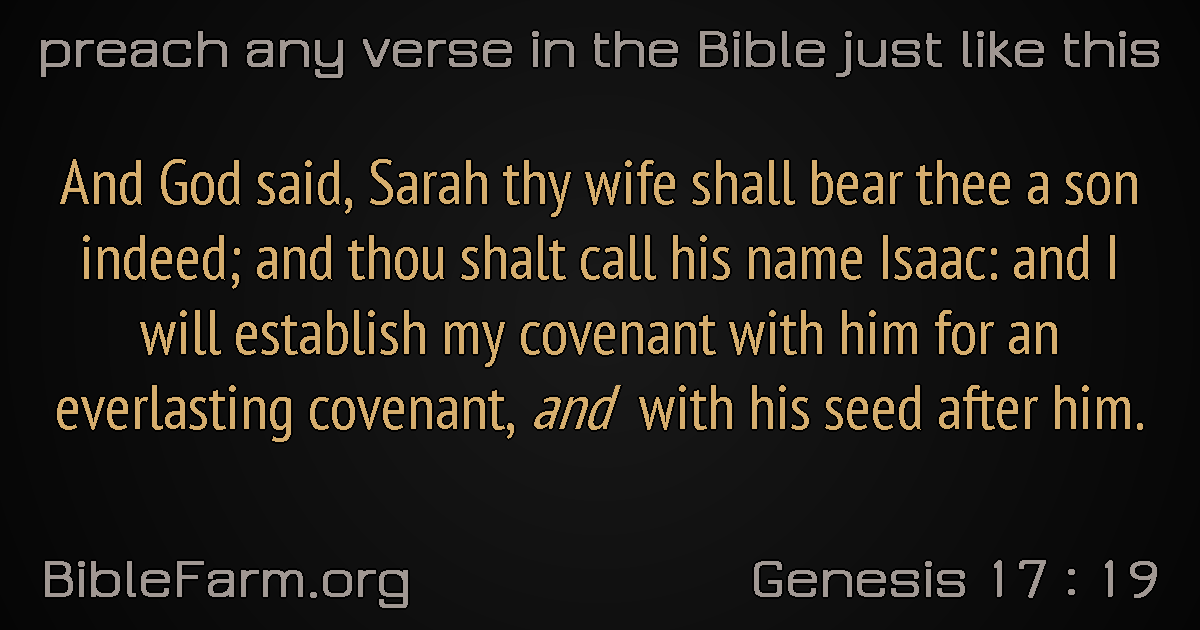 preach any verse in the Bible just like this
And God said, Sarah thy wife shall bear thee a son
indeed; and thou shalt call his name Isaac: and I
will establish my covenant with him for an
everlasting covenant, and with his seed after him.
BibleFarm.org
Genesis 17 : 19